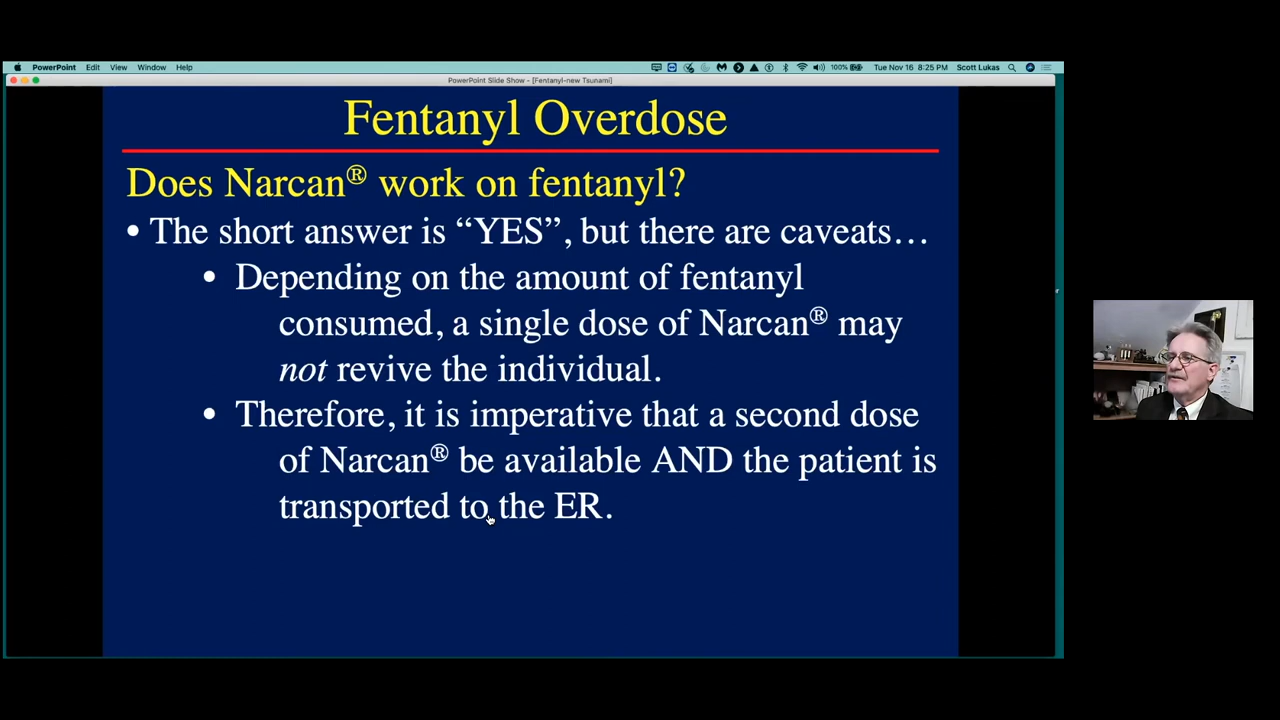 PowerPoint Edit View Window Help 100% Tue Nov 16 8:25 PM Scott Lukas
PowerPoint Slide Show - [Fentanyl-new Tsunami]
Fentanyl Overdose
Does Narcan® work on fentanyl?
• The short answer is “YES”, but there are caveats…
• Depending on the amount of fentanyl
consumed, a single dose of Narcan® may
not revive the individual.
• Therefore, it is imperative that a second dose
of Narcan® be available AND the patient is
transported to the ER.